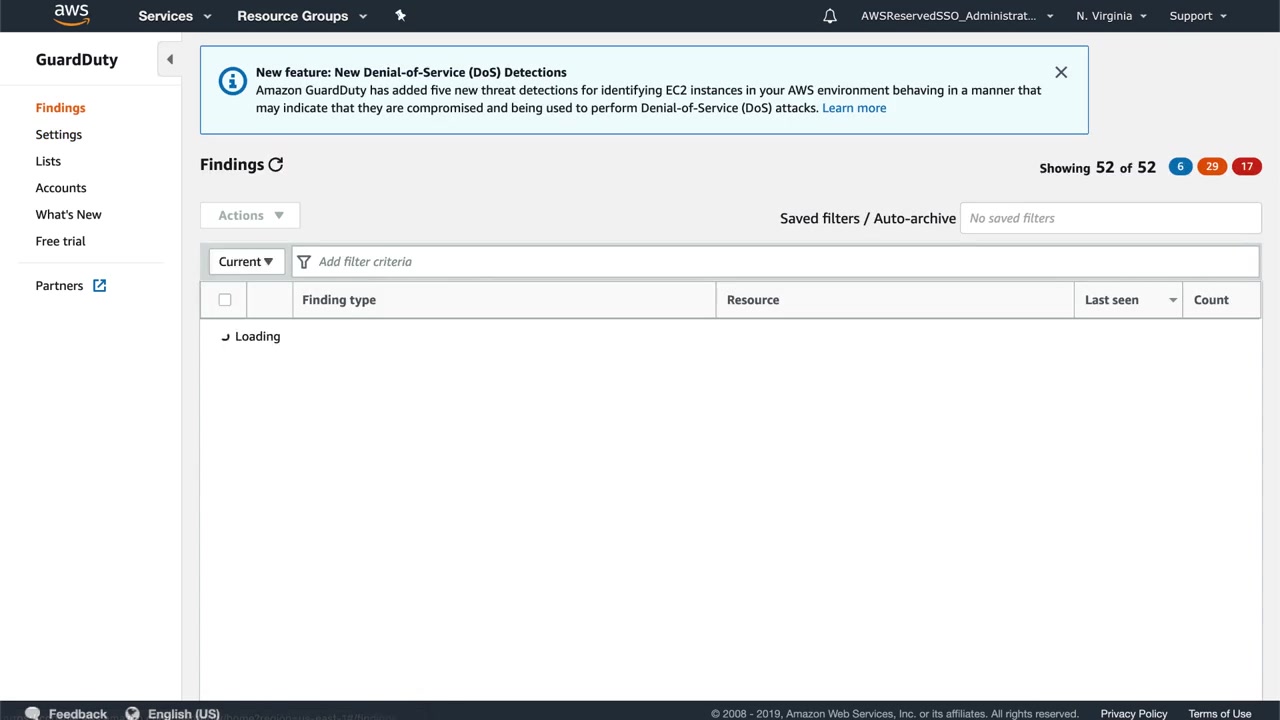 aws
Services
Resource Groups
AWSReservedSSO_Administrat...
N. Virginia
Support
GuardDuty
Findings
Settings
Lists
Accounts
What's New
Free trial
Partners
New feature: New Denial-of-Service (DoS) Detections
Amazon GuardDuty has added five new threat detections for identifying EC2 instances in your AWS environment behaving in a manner that
may indicate that they are compromised and being used to perform Denial-of-Service (DoS) attacks. Learn more
Findings
Showing 52 of 52 6 29 17
Actions
Saved filters / Auto-archive No saved filters
Current Add filter criteria
Finding type Resource Last seen Count
Loading
Feedback English (US) © 2008 - 2019, Amazon Web Services, Inc. or its affiliates. All rights reserved. Privacy Policy Terms of Use